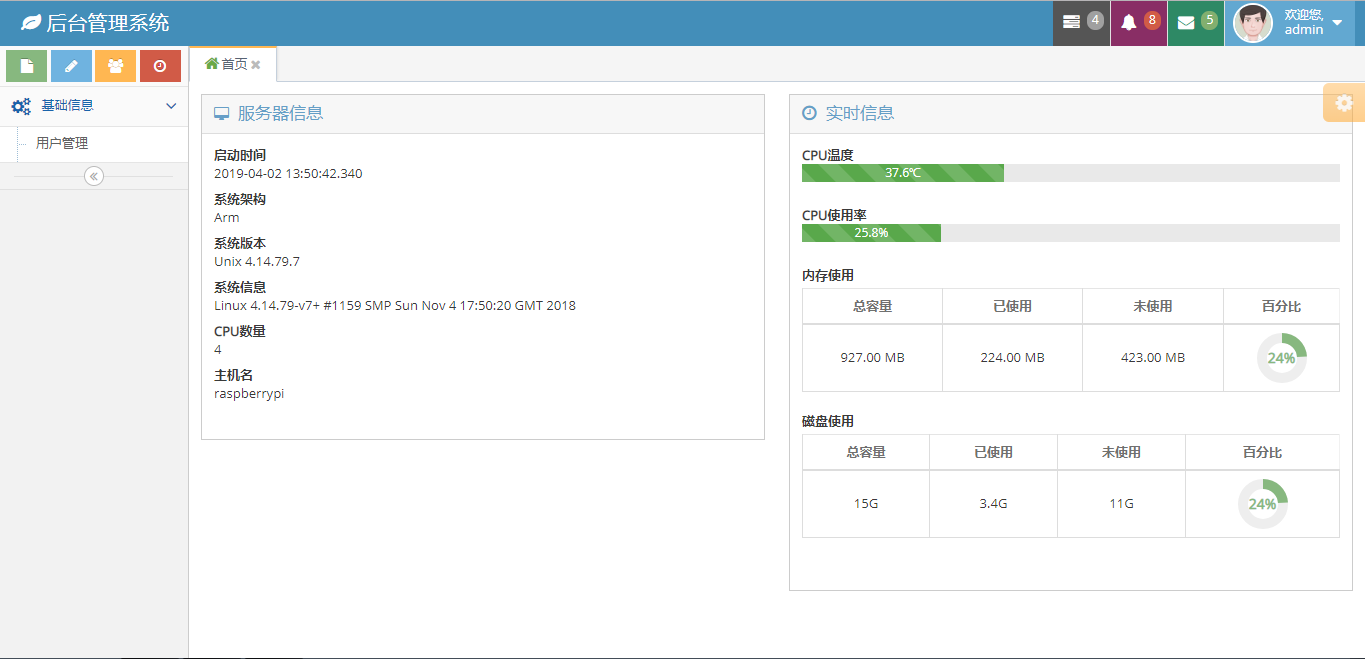 后台管理系统
4
8
5
欢迎您,
admin
首页
基础信息
用户管理
服务器信息
启动时间
2019-04-02 13:50:42.340
系统架构
Arm
系统版本
Unix 4.14.79.7
系统信息
Linux 4.14.79-v7+ #1159 SMP Sun Nov 4 17:50:20 GMT 2018
CPU数量
4
主机名
raspberrypi
实时信息
CPU温度
37.6℃
CPU使用率
25.8%
内存使用
总容量 已使用 未使用 百分比
927.00 MB 224.00 MB 423.00 MB 24%
磁盘使用
总容量 已使用 未使用 百分比
15G 3.4G 11G 24%